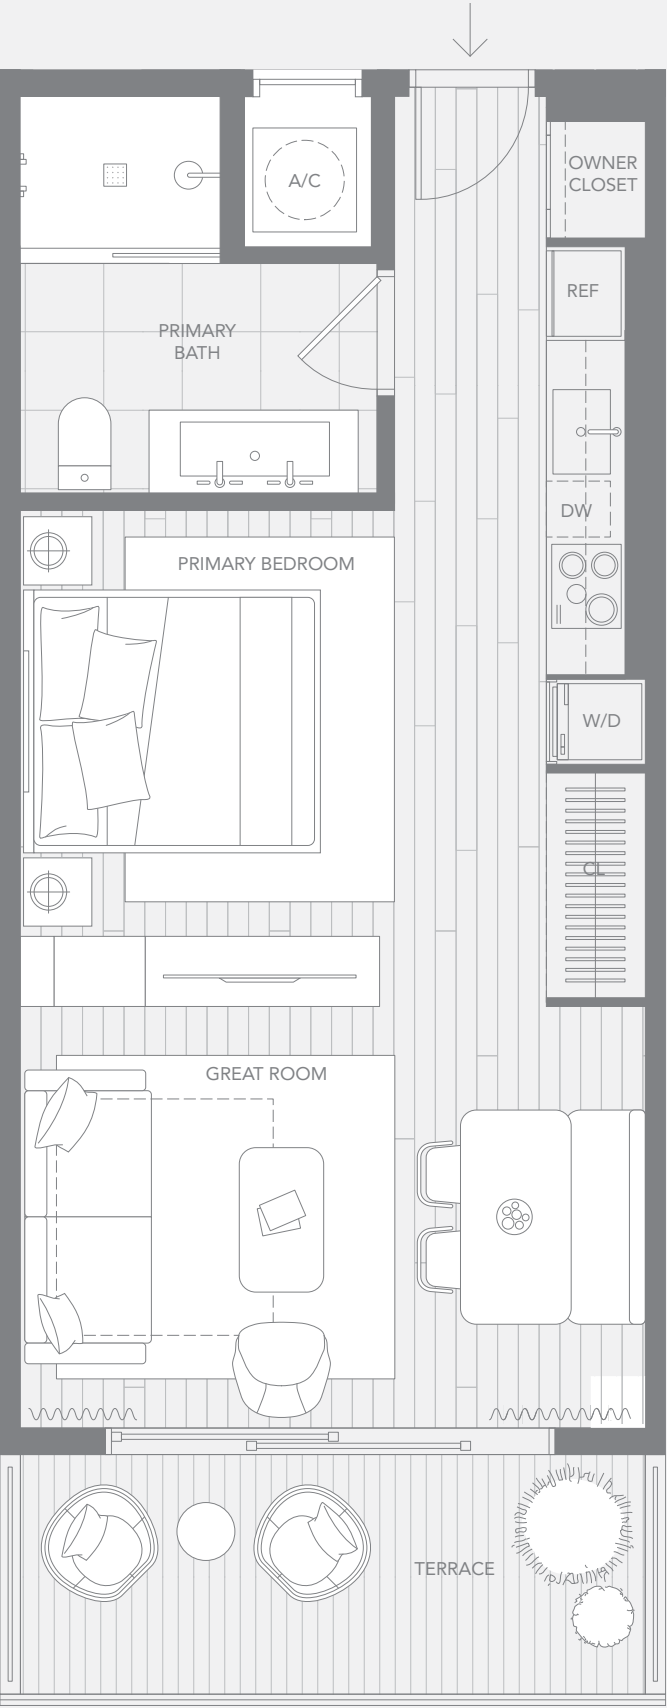 A/C
OWNER
CLOSET
REF
PRIMARY
BATH
DW
PRIMARY BEDROOM
W/D
CL
GREAT ROOM
TERRACE